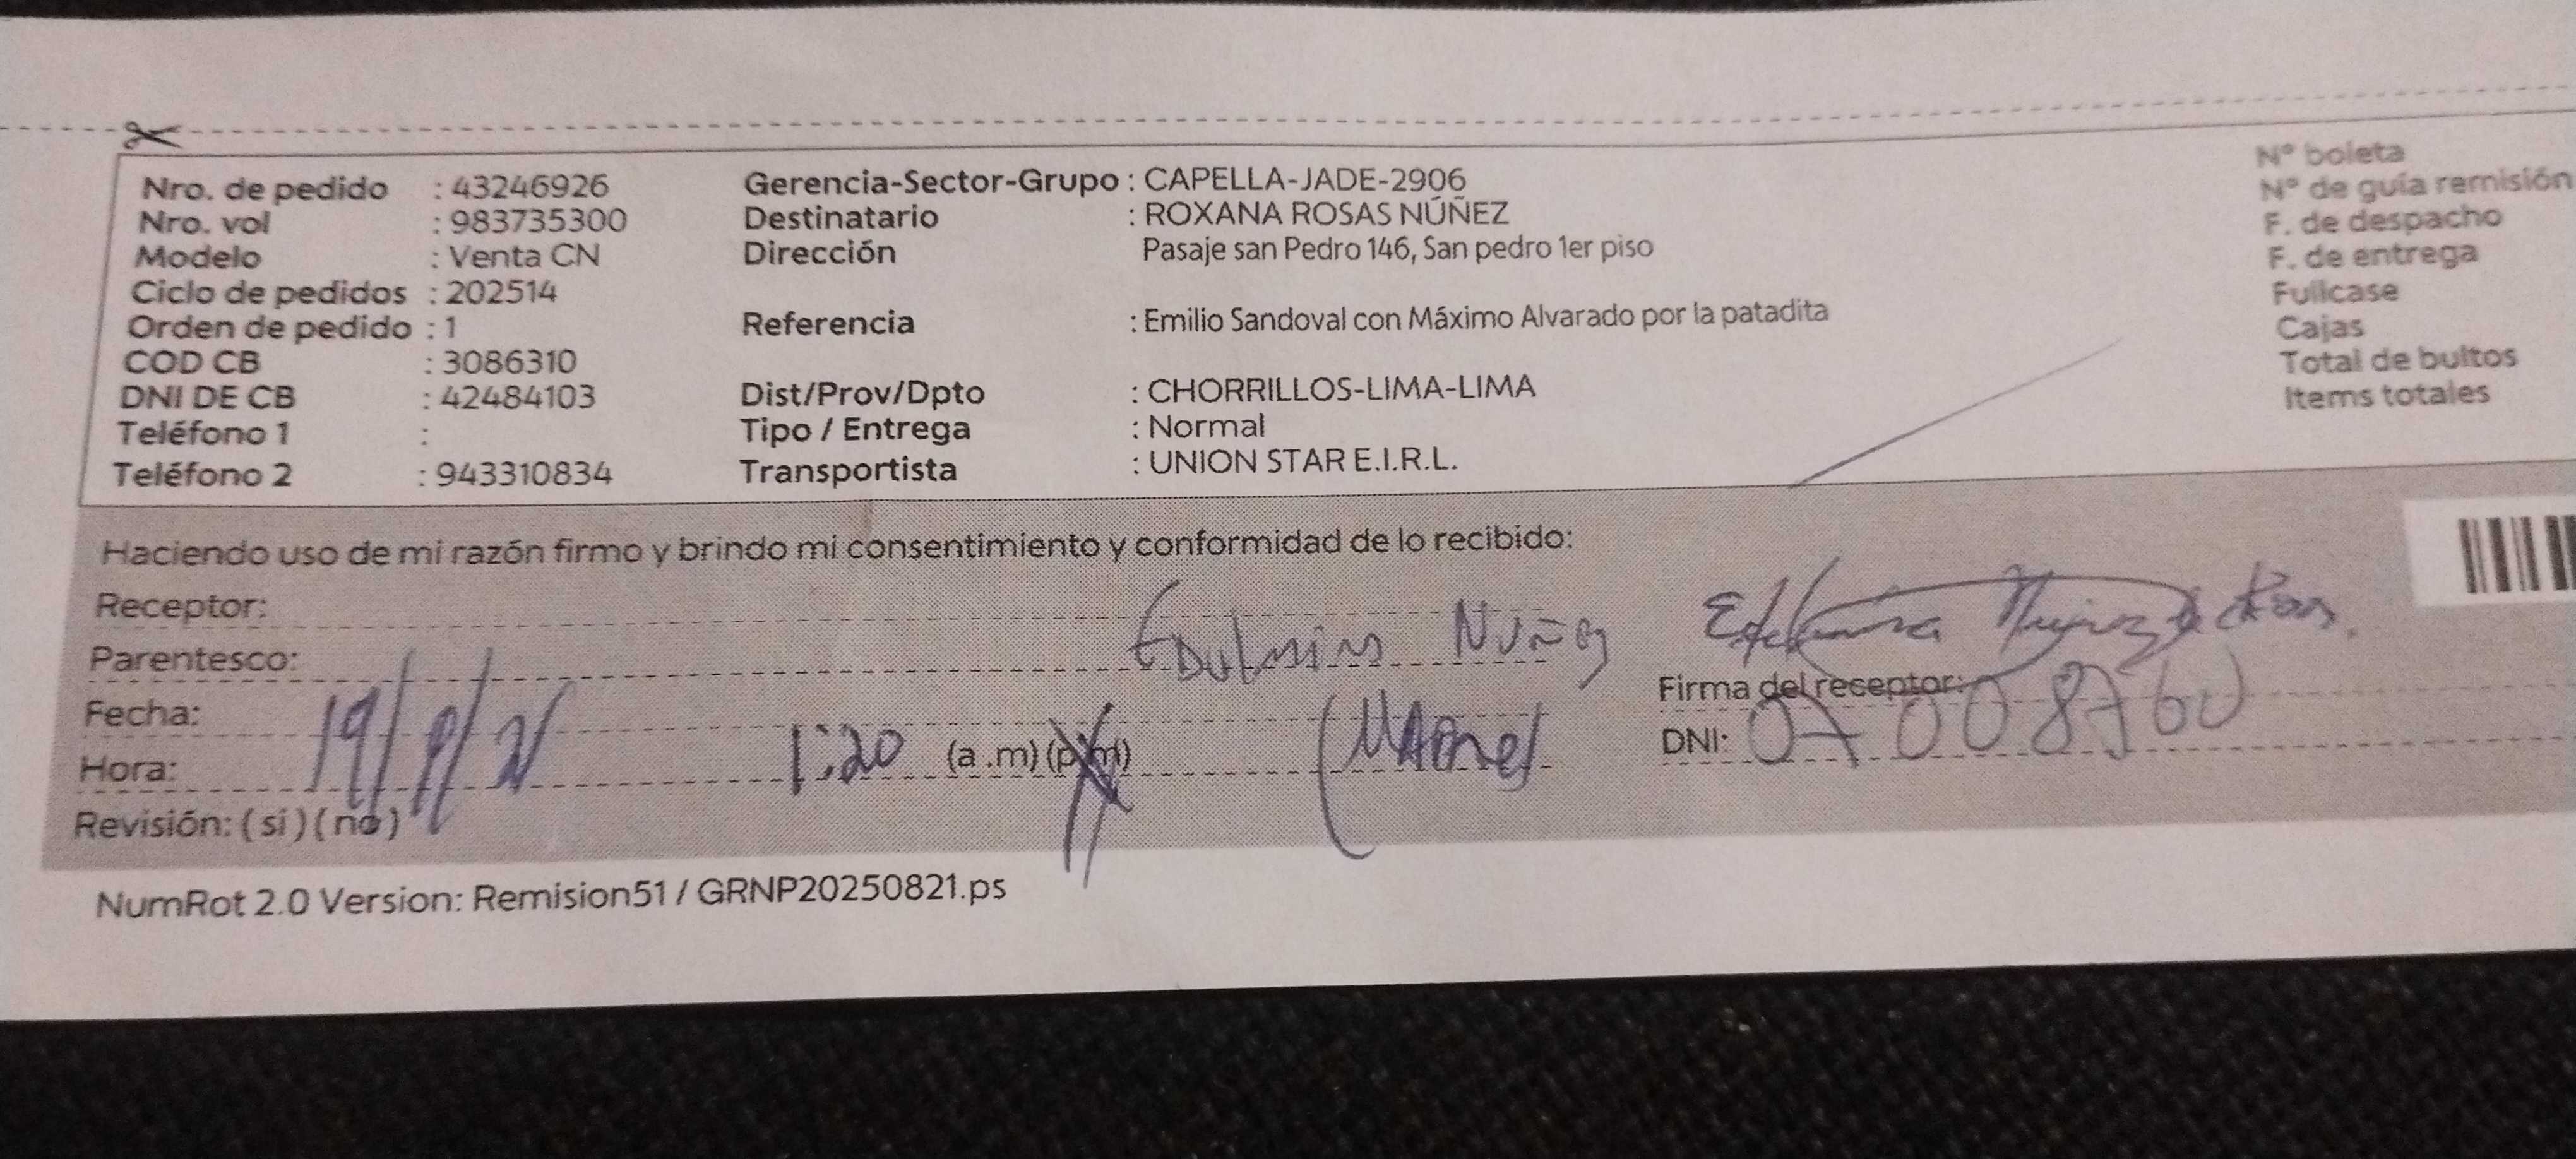 Nro. de pedido : 43246926
Nro. vol : 983735300
Modelo : Venta CN
Ciclo de pedidos : 202514
Orden de pedido : 1
COD CB : 3086310
DNI DE CB : 42484103
Teléfono 1 :
Teléfono 2 : 943310834
Gerencia-Sector-Grupo : CAPELLA-JADE-2906
Destinatario : ROXANA ROSAS NÚÑEZ
Dirección Pasaje san Pedro 146, San pedro 1er piso
Referencia : Emilio Sandoval con Máximo Alvarado por la patadita
Dist/Prov/Dpto : CHORRILLOS-LIMA-LIMA
Tipo / Entrega : Normal
Transportista : UNION STAR E.I.R.L.
N° boleta
N° de guía remisión
F. de despacho
F. de entrega
Fullcase
Cajas
Total de bultos
Items totales
Haciendo uso de mi razón firmo y brindo mi consentimiento y conformidad de lo recibido:
Receptor:
Parentesco: Nuñez
Fecha:
Hora: 1:20 (a .m) (p.m)
Revisión: ( si ) ( no )
Firma del receptor:
DNI: 07008760
NumRot 2.0 Version: Remision51 / GRNP20250821.ps